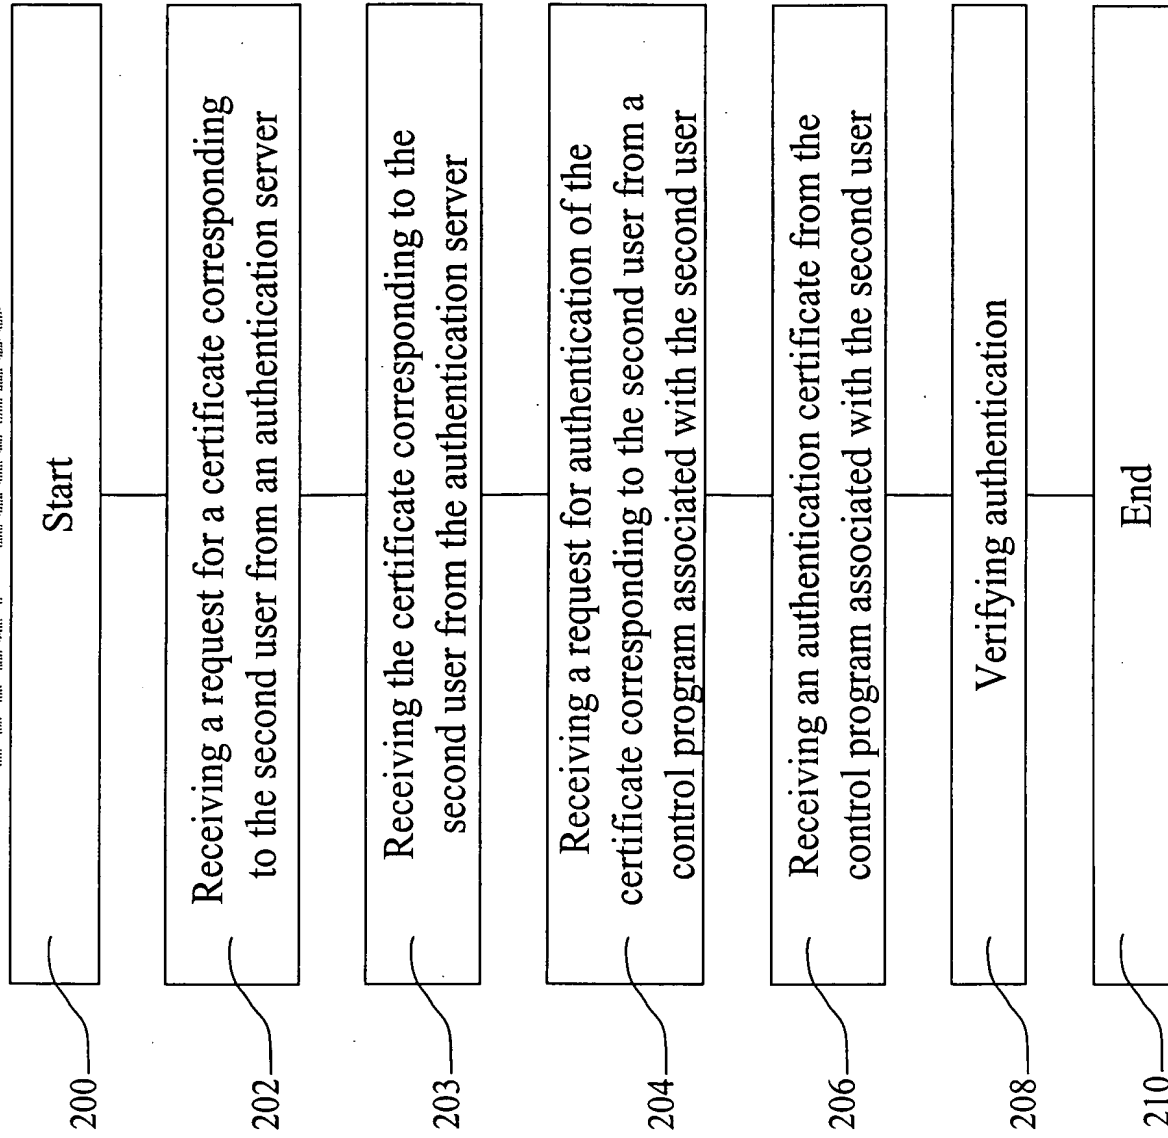 Start
200
Receiving a request for a certificate corresponding
to the second user from an authentication server
202
Receiving the certificate corresponding to the
second user from the authentication server
203
Receiving a request for authentication of the
certificate corresponding to the second user from a
control program associated with the second user
204
Receiving an authentication certificate from the
control program associated with the second user
206
Verifying authentication
208
End
210